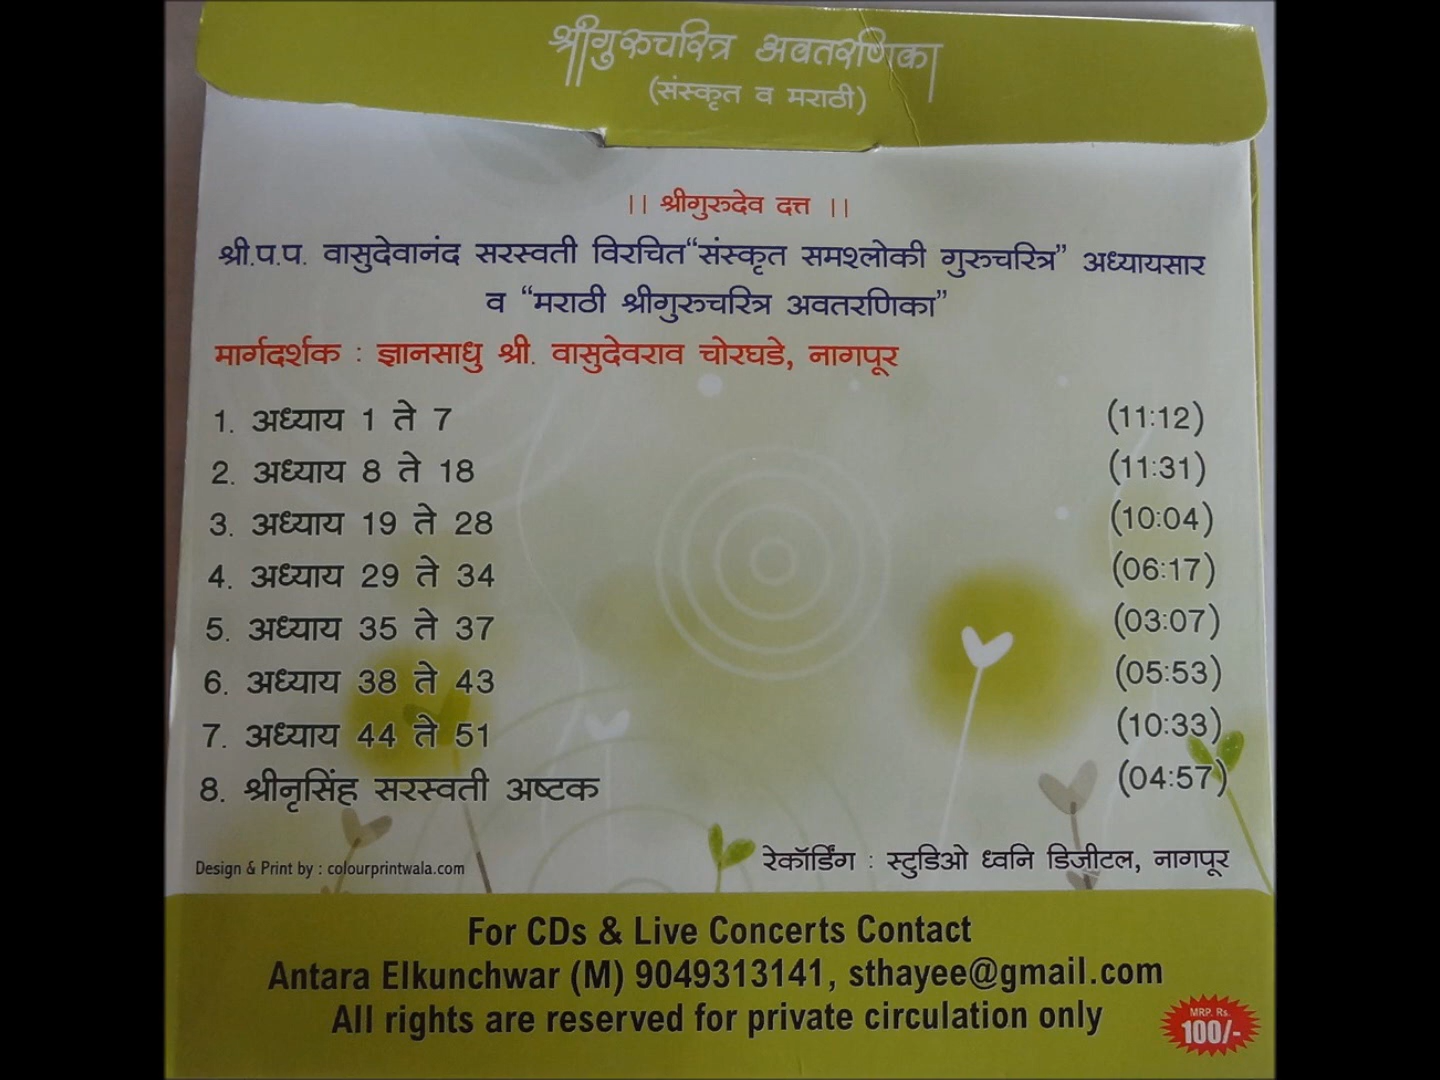 श्रीगुरुचरित्र अवतरणिका
(संस्कृत व मराठी)
।। श्रीगुरुदेव दत्त ।।
श्री.प.प. वासुदेवानंद सरस्वती विरचित“संस्कृत समश्लोकी गुरुचरित्र” अध्यायसार
व “मराठी श्रीगुरुचरित्र अवतरणिका”
मार्गदर्शक : ज्ञानसाधु श्री. वासुदेवराव चोरघडे, नागपूर
1. अध्याय 1 ते 7 (11:12)
2. अध्याय 8 ते 18 (11:31)
3. अध्याय 19 ते 28 (10:04)
4. अध्याय 29 ते 34 (06:17)
5. अध्याय 35 ते 37 (03:07)
6. अध्याय 38 ते 43 (05:53)
7. अध्याय 44 ते 51 (10:33)
8. श्रीनृसिंह सरस्वती अष्टक (04:57)
Design & Print by : colourprintwala.com
रेकॉर्डिंग : स्टुडिओ ध्वनि डिजीटल, नागपूर
For CDs & Live Concerts Contact
Antara Elkunchwar (M) 9049313141, sthayee@gmail.com
All rights are reserved for private circulation only
MRP. Rs.
100/-